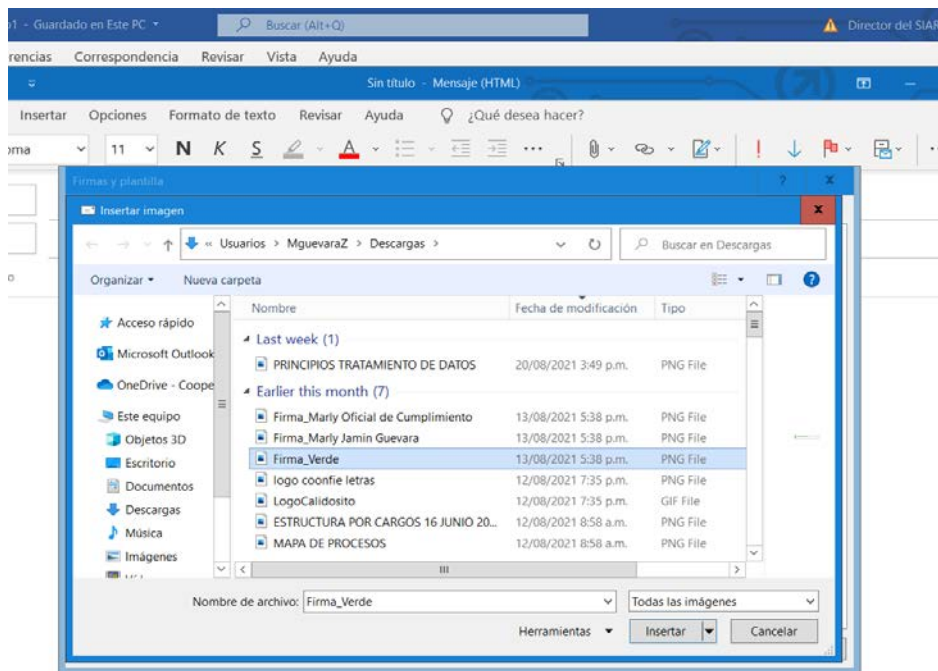 o1 - Guardado en Este PC
Buscar (Alt+Q)
Director del SIAR
rencias Correspondencia Revisar Vista Ayuda
Sin título - Mensaje (HTML)
Insertar Opciones Formato de texto Revisar Ayuda ¿Qué desea hacer?
oma 11 N K S A
Firmas y plantilla ? x
Insertar imagen x
« Usuarios > MguevaraZ > Descargas > Buscar en Descargas
Organizar Nueva carpeta
Nombre Fecha de modificación Tipo
Acceso rápido
Microsoft Outlook
OneDrive - Coope
Este equipo
Objetos 3D
Escritorio
Documentos
Descargas
Música
Imágenes
Last week (1)
PRINCIPIOS TRATAMIENTO DE DATOS 20/08/2021 3:49 p.m. PNG File
Earlier this month (7)
Firma_Marly Oficial de Cumplimiento 13/08/2021 5:38 p.m. PNG File
Firma_Marly Jamin Guevara 13/08/2021 5:38 p.m. PNG File
Firma_Verde 13/08/2021 5:38 p.m. PNG File
logo coonfie letras 12/08/2021 7:35 p.m. PNG File
LogoCalidosito 12/08/2021 7:35 p.m. GIF File
ESTRUCTURA POR CARGOS 16 JUNIO 20... 12/08/2021 8:58 a.m. PNG File
MAPA DE PROCESOS 12/08/2021 8:58 a.m. PNG File
Nombre de archivo: Firma_Verde Todas las imágenes
Herramientas Insertar Cancelar